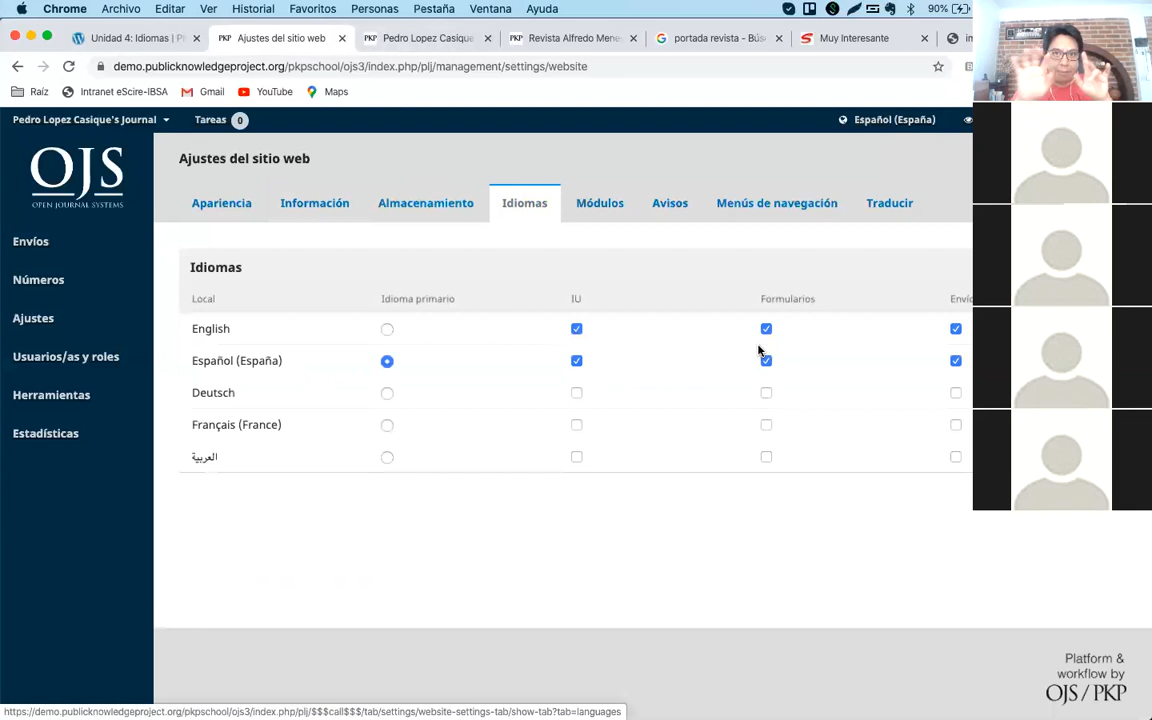 Chrome Archivo Editar Ver Historial Favoritos Personas Pestaña Ventana Ayuda 90%
Unidad 4: Idiomas | P
PKP Ajustes del sitio web
PKP Lopez Casique
PKP Revista Alfredo Mene
portada revista - Bús
Muy Interesante
demo.publicknowledgeproject.org/pkpschool/ojs3/index.php/plj/management/settings/website
Raíz Intranet eScire-IBSA Gmail YouTube Maps
Pedro Lopez Casique's Journal Tareas 0 Español (España)
OJS
OPEN JOURNAL SYSTEMS
Envíos
Números
Ajustes
Usuarios/as y roles
Herramientas
Estadísticas
Ajustes del sitio web
Apariencia Información Almacenamiento Idiomas Módulos Avisos Menús de navegación Traducir
Idiomas
Local Idioma primario IU Formularios Envío
English
Español (España)
Deutsch
Français (France)
العربية
Platform &
workflow by
OJS / PKP
https://demo.publicknowledgeproject.org/pkpschool/ojs3/index.php/plj/$$$call$$$/tab/settings/website-settings-tab/show-tab?tab=languages